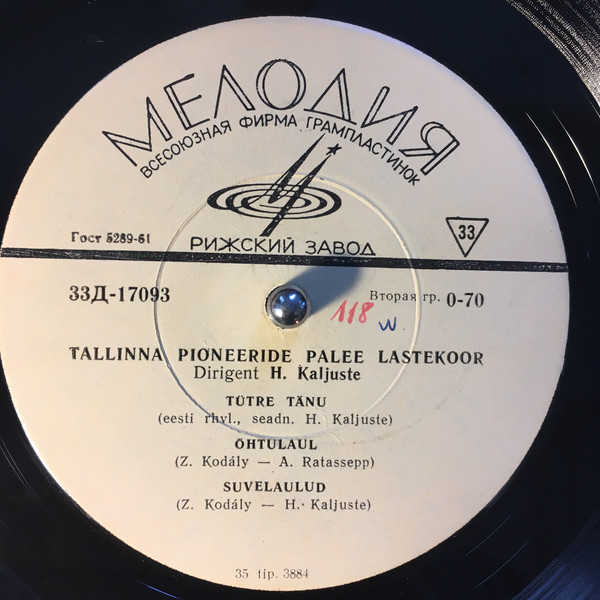 МЕЛОДИЯ
ВСЕСОЮЗНАЯ ФИРМА ГРАМПЛАСТИНОК
Гост 5289-61
РИЖСКИЙ ЗАВОД
33
33Д-17093
Вторая гр. 0-70
118
w
TALLINNA PIONEERIDE PALEE LASTEKOOR
Dirigent H. Kaljuste
TÜTRE TÄNU
(eesti rhvl., seadn. H. Kaljuste)
ÕHTULAUL
(Z. Kodály — A. Ratassepp)
SUVELAULUD
(Z. Kodály — H. Kaljuste)
35 tip. 3884